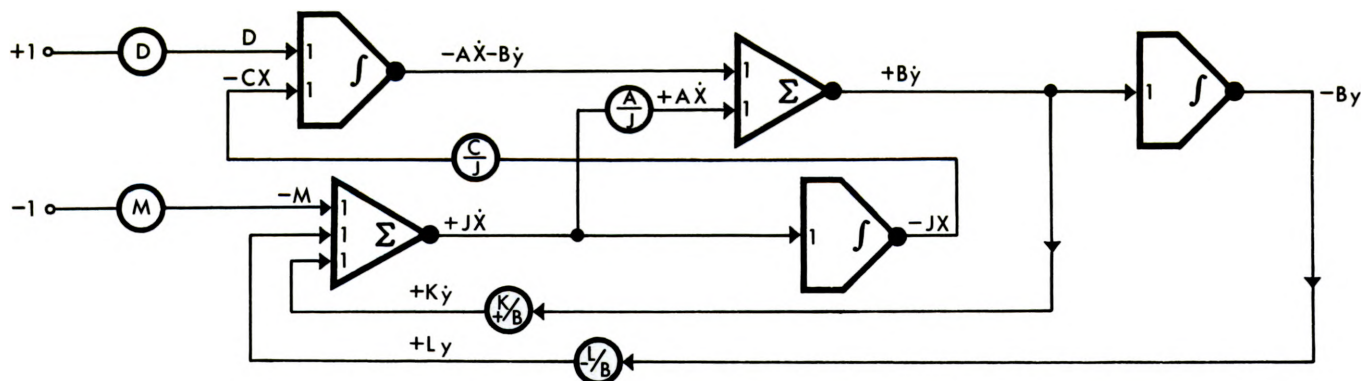 +1
D
D
1
-CX
1
∫
-AẊ-Bẏ
1
A/J
+AẊ
1
Σ
+Bẏ
1
∫
-By
C/J
-1
M
-M
1
1
1
Σ
+JẊ
1
∫
-JX
+Kẏ
+K/B
+Ly
-L/B